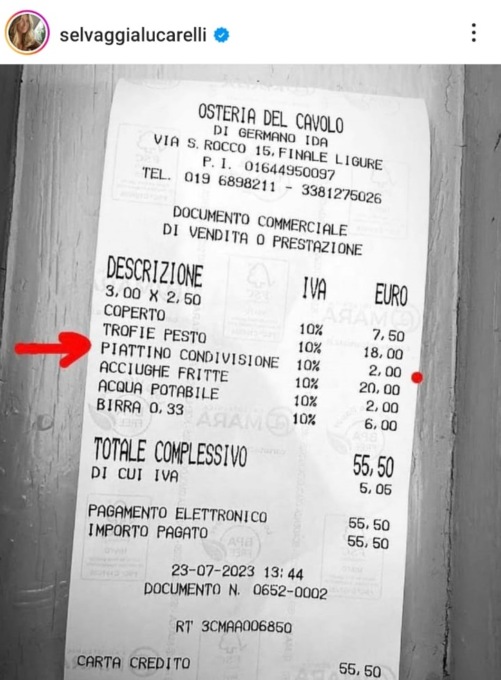 selvaggialucarelli
OSTERIA DEL CAVOLO
DI GERMANO IDA
VIA S. ROCCO 15, FINALE LIGURE
P. I. 01644950097
TEL. 019 6898211 - 3381275026
DOCUMENTO COMMERCIALE
DI VENDITA O PRESTAZIONE
DESCRIZIONE IVA EURO
3,00 X 2,50
COPERTO 10% 7,50
TROFIE PESTO 10% 18,00
PIATTINO CONDIVISIONE 10% 2,00
ACCIUGHE FRITTE 10% 20,00
ACQUA POTABILE 10% 2,00
BIRRA 0,33 10% 6,00
TOTALE COMPLESSIVO 55,50
DI CUI IVA 5,05
PAGAMENTO ELETTRONICO 55,50
IMPORTO PAGATO 55,50
23-07-2023 13:44
DOCUMENTO N. 0652-0002
RT 3CMAA006850
CARTA CREDITO 55,50